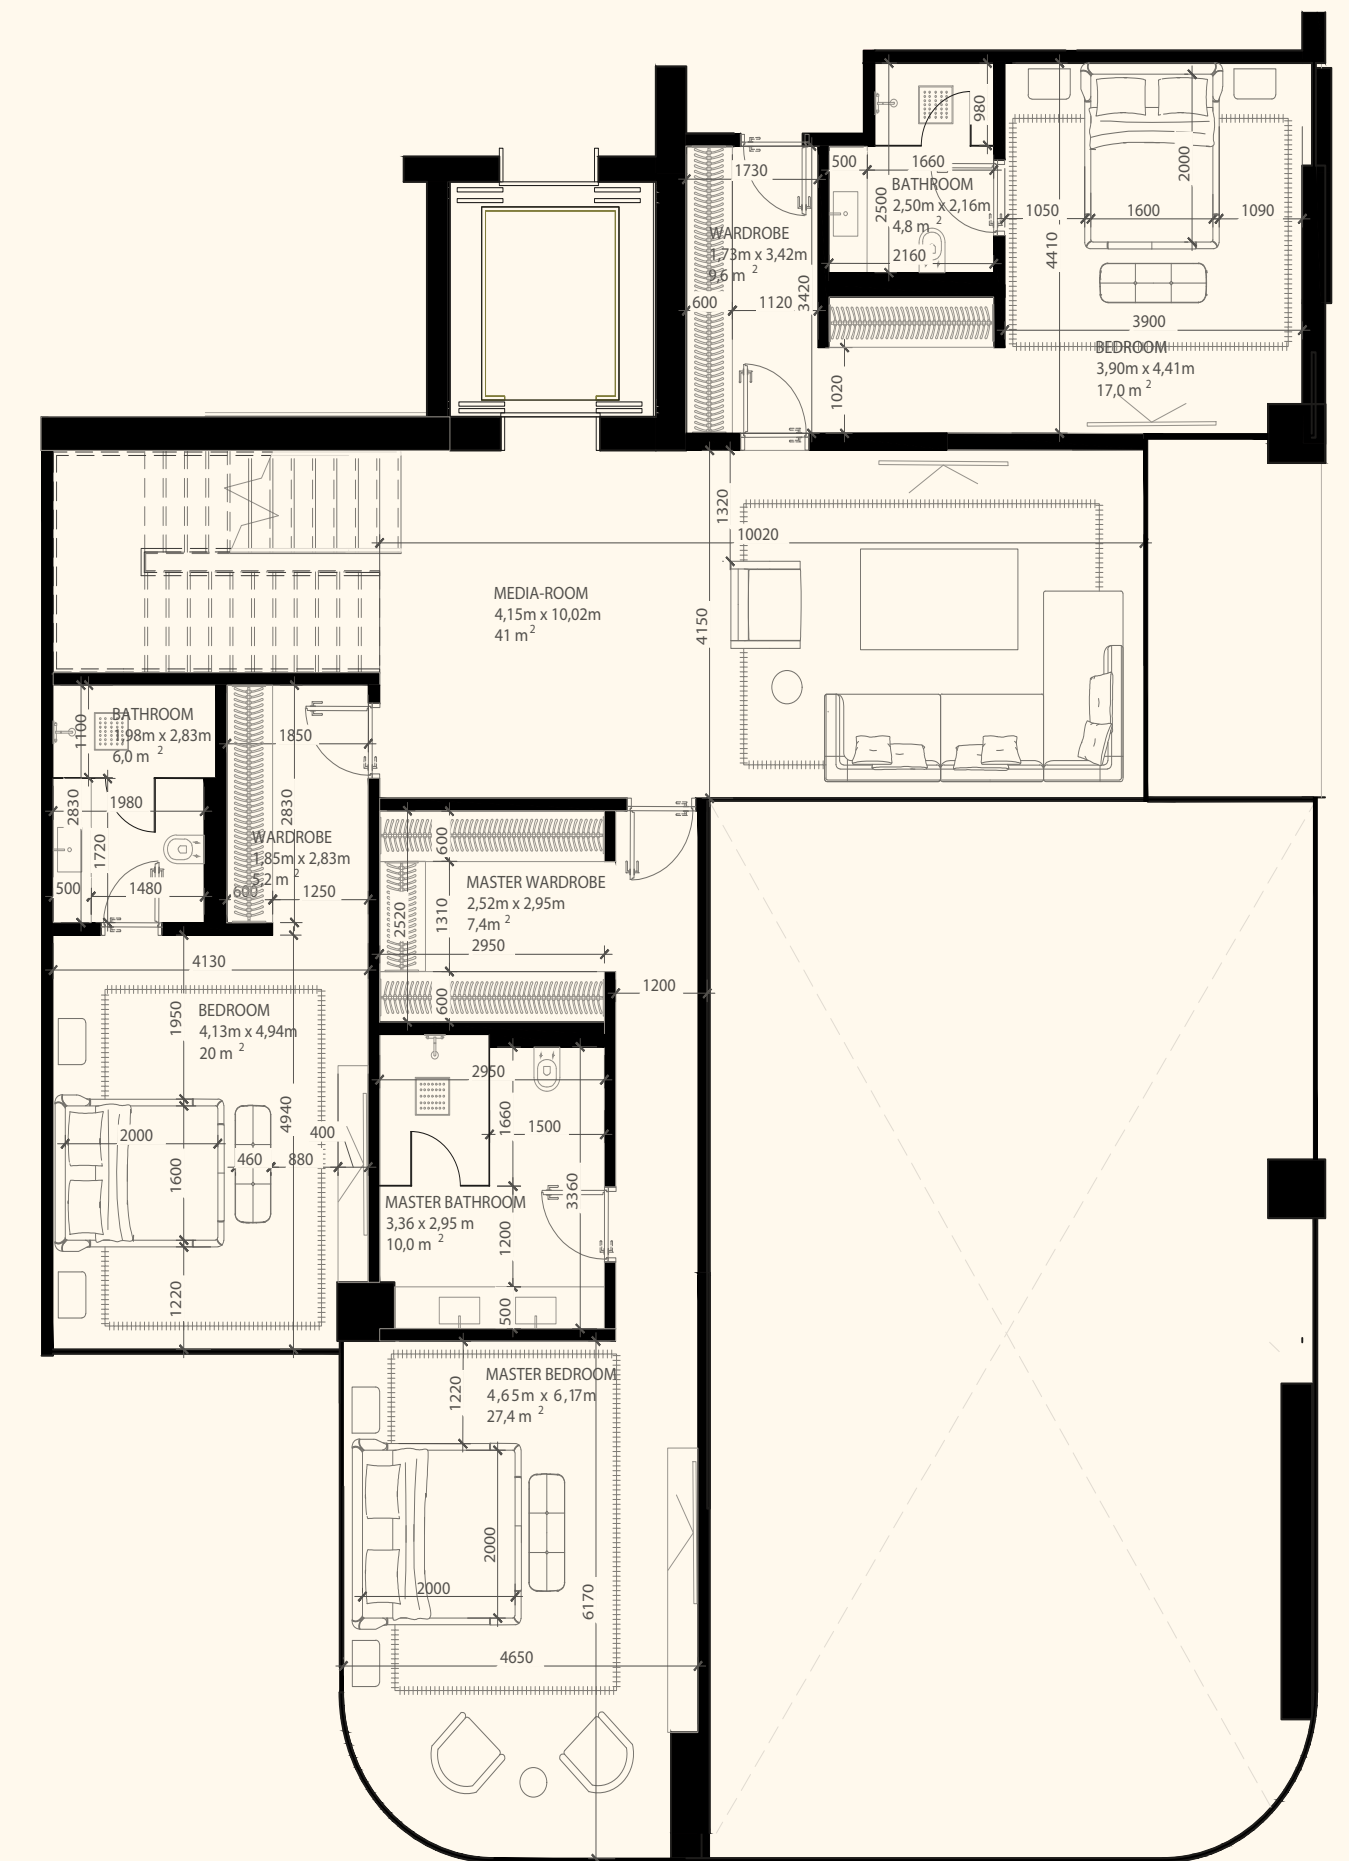 980
1730
500
1660
BATHROOM
2,50m x 2,16m
4,8 m 2
2500
2160
2000
1050
1600
1090
4410
WARDROBE
1,73m x 3,42m
9,6 m 2
3420
600
1120
1020
3900
BEDROOM
3,90m x 4,41m
17,0 m 2
1320
10020
MEDIA-ROOM
4,15m x 10,02m
41 m 2
4150
BATHROOM
1,98m x 2,83m
6,0 m 2
1100
1850
2830
1980
2830
1720
WARDROBE
1,85m x 2,83m
5,2 m 2
500
1480
600
1250
600
MASTER WARDROBE
2,52m x 2,95m
7,4m 2
2520
1310
2950
600
1200
4130
1950
BEDROOM
4,13m x 4,94m
20 m 2
4940
2000
400
460
880
1600
1220
2950
1660
1500
3360
MASTER BATHROOM
3,36 x 2,95 m
10,0 m 2
1200
500
MASTER BEDROOM
4,65m x 6,17m
27,4 m 2
1220
2000
2000
6170
4650